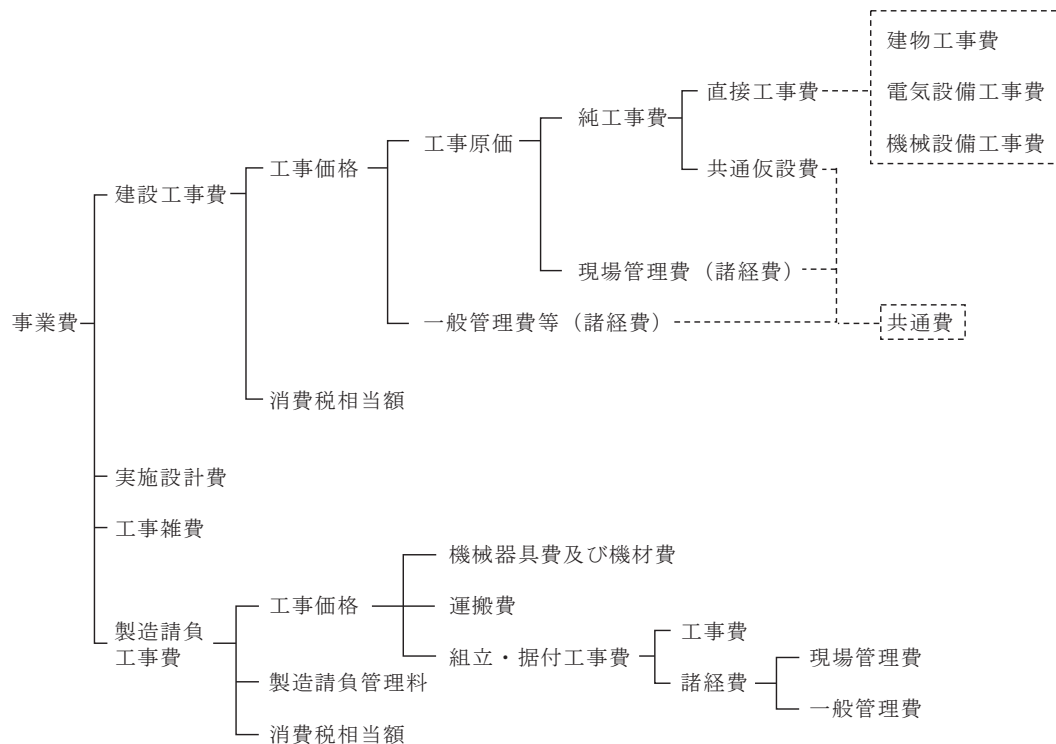 建物工事費
直接工事費
電気設備工事費
純工事費
工事原価
機械設備工事費
工事価格
共通仮設費
建設工事費
現場管理費（諸経費）
事業費
一般管理費等（諸経費）
共通費
消費税相当額
実施設計費
工事雑費
機械器具費及び機材費
工事価格
運搬費
製造請負
工事費
工事費
組立・据付工事費
現場管理費
製造請負管理料
諸経費
一般管理費
消費税相当額